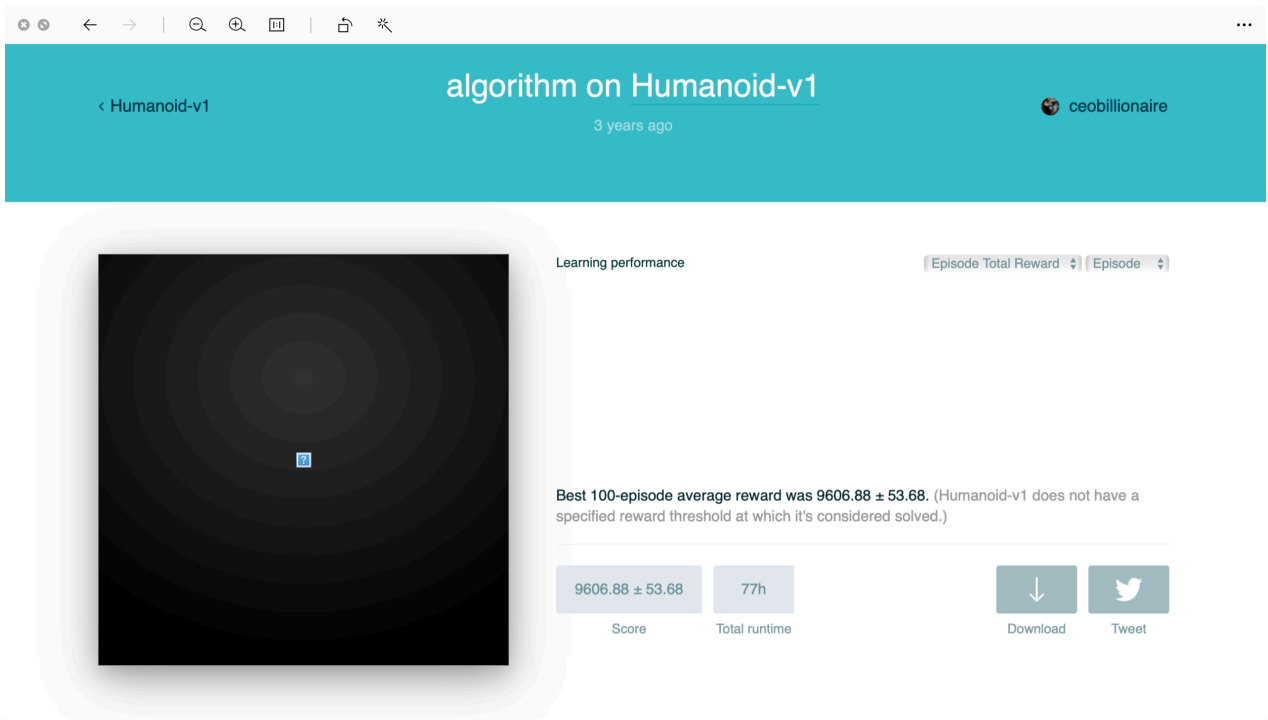 algorithm on Humanoid-v1
‹ Humanoid-v1
3 years ago
ceobillionaire
Learning performance
Episode Total Reward
Episode
Best 100-episode average reward was 9606.88 ± 53.68. (Humanoid-v1 does not have a
specified reward threshold at which it's considered solved.)
9606.88 ± 53.68
77h
Score
Total runtime
Download
Tweet